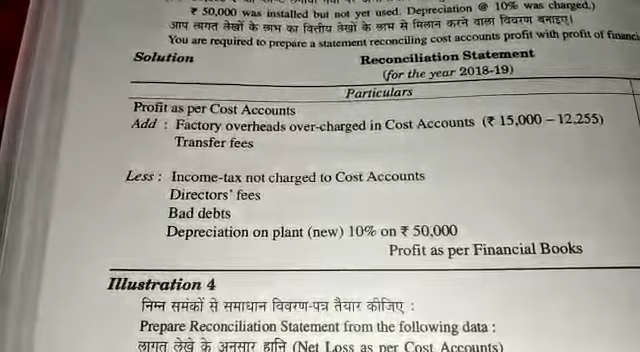 ₹ 50,000 was installed but not yet used. Depreciation @ 10% was charged.)
आप लागत लेखों के लाभ का वित्तीय लेखों के लाभ से मिलान करने वाला विवरण बनाइए।
You are required to prepare a statement reconciling cost accounts profit with profit of
Solution
Reconciliation Statement
(for the year 2018-19)
Particulars
Profit as per Cost Accounts
Add : Factory overheads over-charged in Cost Accounts (₹ 15,000 – 12,255)
Transfer fees
Less : Income-tax not charged to Cost Accounts
Directors' fees
Bad debts
Depreciation on plant (new) 10% on ₹ 50,000
Profit as per Financial Books
Illustration 4
निम्न समंकों से समाधान विवरण-पत्र तैयार कीजिए :
Prepare Reconciliation Statement from the following data :
लागत लेखे के अनुसार हानि (Net Loss as per Cost Accounts)